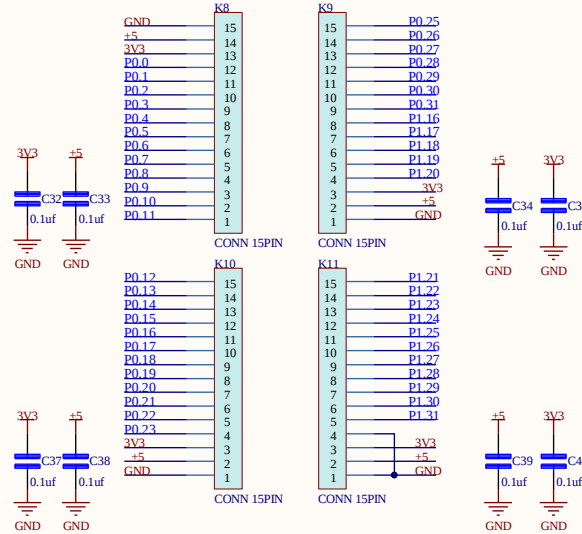 K8
GND 15
+5 14
3V3 13
P0.0 12
P0.1 11
P0.2 10
P0.3 9
P0.4 8
P0.5 7
P0.6 6
P0.7 5
P0.8 4
P0.9 3
P0.10 2
P0.11 1
CONN 15PIN
K9
15 P0.25
14 P0.26
13 P0.27
12 P0.28
11 P0.29
10 P0.30
9 P0.31
8 P1.16
7 P1.17
6 P1.18
5 P1.19
4 P1.20
3 3V3
2 +5
1 GND
CONN 15PIN
3V3 +5
C32 C33
0.1uf 0.1uf
GND GND
+5 3V3
C34 C3
0.1uf 0.1uf
GND GND
K10
P0.12 15
P0.13 14
P0.14 13
P0.15 12
P0.16 11
P0.17 10
P0.18 9
P0.19 8
P0.20 7
P0.21 6
P0.22 5
P0.23 4
3V3 3
+5 2
GND 1
CONN 15PIN
K11
15 P1.21
14 P1.22
13 P1.23
12 P1.24
11 P1.25
10 P1.26
9 P1.27
8 P1.28
7 P1.29
6 P1.30
5 P1.31
4
3 3V3
2 +5
1 GND
CONN 15PIN
3V3 +5
C37 C38
0.1uf 0.1uf
GND GND
+5 3V3
C39 C4
0.1uf 0.1uf
GND GND